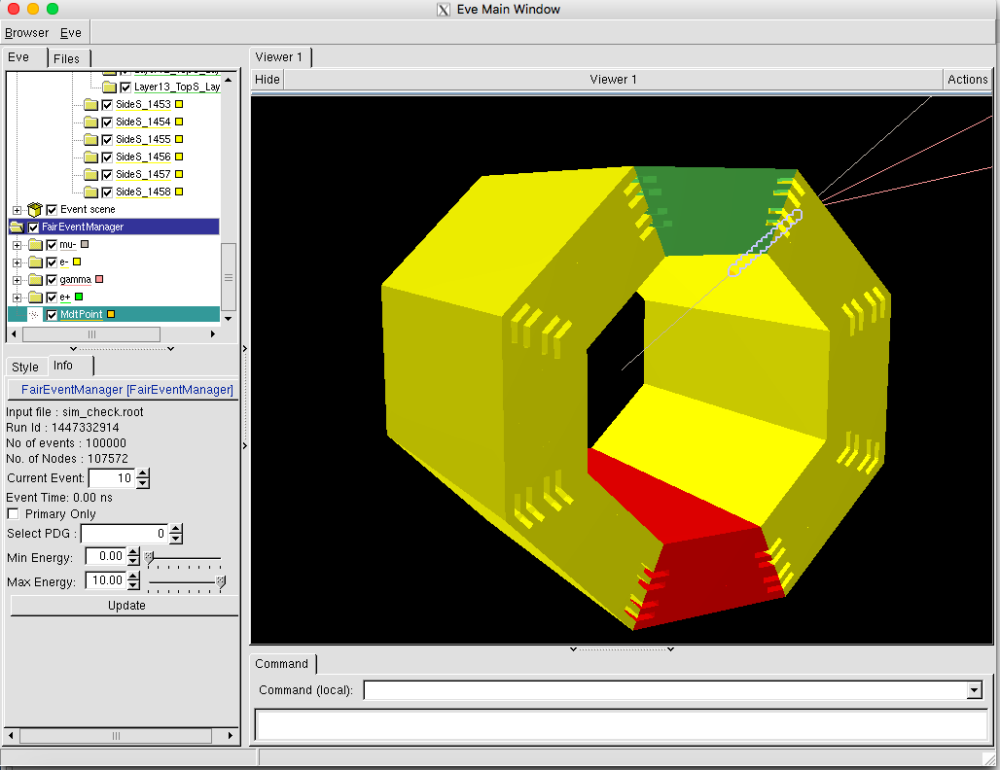 Eve Main Window
Browser Eve
Eve Files
Layer13_TopS_Lay
SideS_1453
SideS_1454
SideS_1455
SideS_1456
SideS_1457
SideS_1458
Event scene
FairEventManager
mu-
e-
gamma
e+
MdtPoint
Style Info
FairEventManager [FairEventManager]
Input file : sim_check.root
Run Id : 1447332914
No of events : 100000
No. of Nodes : 107572
Current Event: 10
Event Time: 0.00 ns
Primary Only
Select PDG : 0
Min Energy: 0.00
Max Energy: 10.00
Update
Viewer 1
Hide Viewer 1 Actions
Command
Command (local):